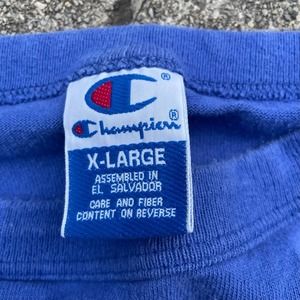 ®
Champion®
X-LARGE
ASSEMBLED IN
EL SALVADOR
CARE AND FIBER
CONTENT ON REVERSE